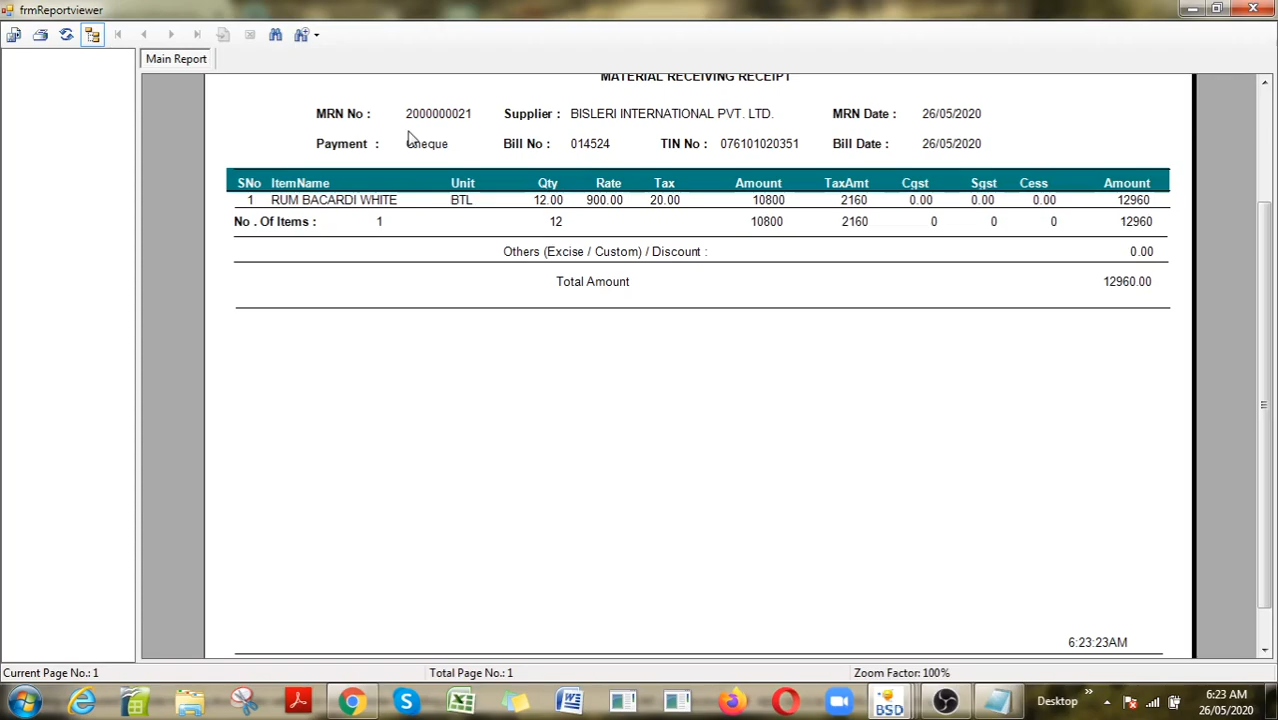 frmReportviewer
Main Report
MATERIAL RECEIVING RECEIPT
MRN No : 2000000021 Supplier : BISLERI INTERNATIONAL PVT. LTD. MRN Date : 26/05/2020
Payment : Cheque Bill No : 014524 TIN No : 076101020351 Bill Date : 26/05/2020
SNo ItemName Unit Qty Rate Tax Amount TaxAmt Cgst Sgst Cess Amount
1 RUM BACARDI WHITE BTL 12.00 900.00 20.00 10800 2160 0.00 0.00 0.00 12960
No . Of Items : 1 12 10800 2160 0 0 0 12960
Others (Excise / Custom) / Discount : 0.00
Total Amount 12960.00
6:23:23AM
Current Page No.: 1 Total Page No.: 1 Zoom Factor: 100%
BSD Desktop » 6:23 AM
26/05/2020